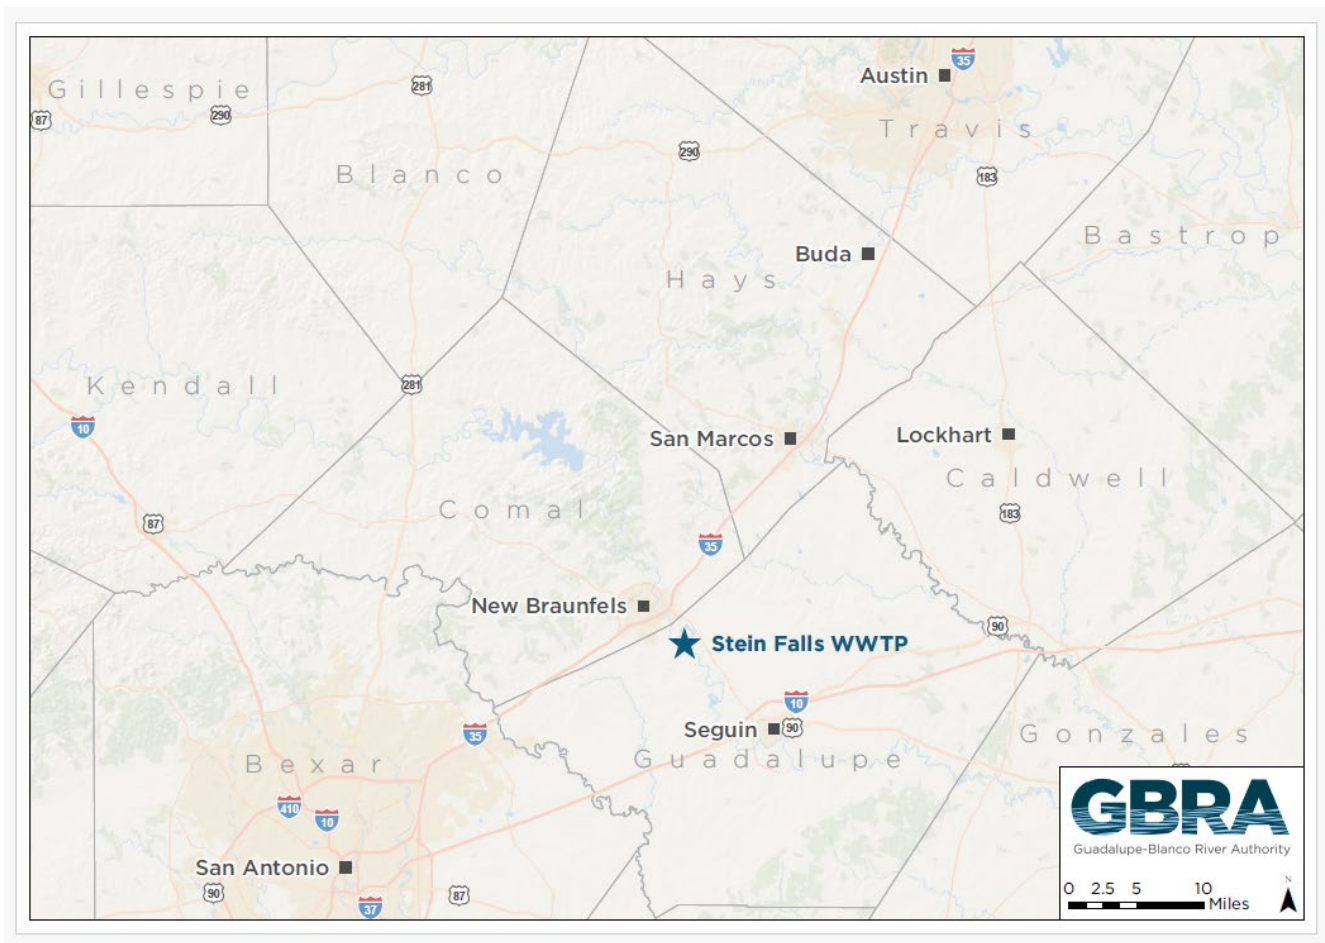 35
Austin
Gillespie
281
87
290
Travis
290
183
Blanco
Bastrop
Buda
Hays
Kendall
281
10
San Marcos
Lockhart
Caldwell
Comal
183
87
35
New Braunfels
90
Stein Falls WWTP
10
Seguin
90
35
Gonzales
Guadalupe
Bexar
410
10
San Antonio
90
87
37
GBRA
Guadalupe-Blanco River Authority
0 2.5 5 10
Miles
N